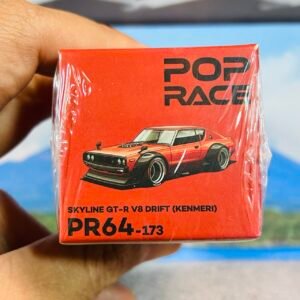 POP
RACE
SKYLINE GT-R V8 DRIFT (KENMERI)
PR64-173